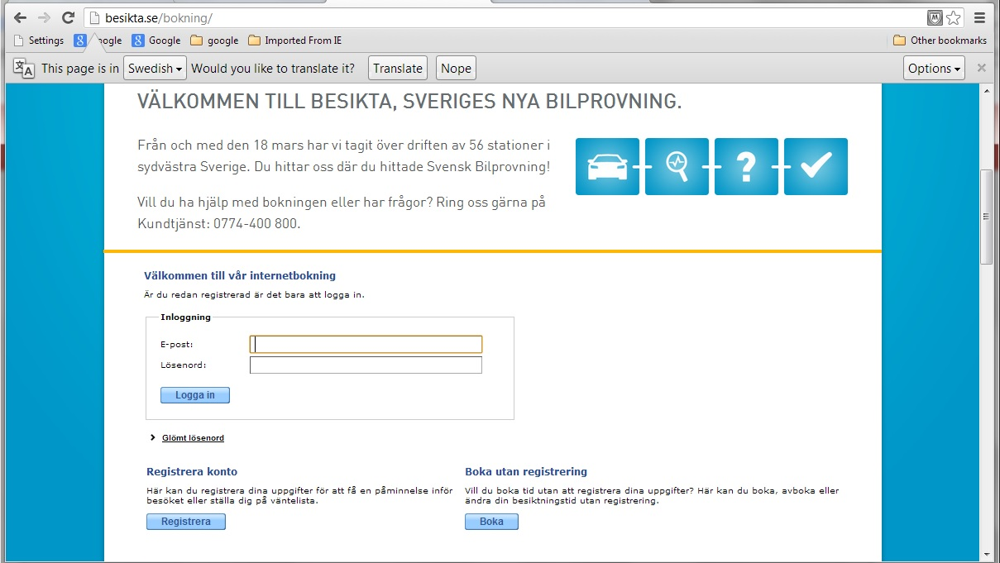 besikta.se/bokning/
Settings
oogle
Google
google
Imported From IE
Other bookmarks
This page is in Swedish Would you like to translate it? Translate Nope Options
VÄLKOMMEN TILL BESIKTA, SVERIGES NYA BILPROVNING.
Från och med den 18 mars har vi tagit över driften av 56 stationer i
sydvästra Sverige. Du hittar oss där du hittade Svensk Bilprovning!
Vill du ha hjälp med bokningen eller har frågor? Ring oss gärna på
Kundtjänst: 0774-400 800.
?
Välkommen till vår internetbokning
Är du redan registrerad är det bara att logga in.
Inloggning
E-post:
Lösenord:
Logga in
Glömt lösenord
Registrera konto
Här kan du registrera dina uppgifter för att få en påminnelse inför
besöket eller ställa dig på väntelista.
Registrera
Boka utan registrering
Vill du boka tid utan att registrera dina uppgifter? Här kan du boka, avboka eller
ändra din besiktningstid utan registrering.
Boka